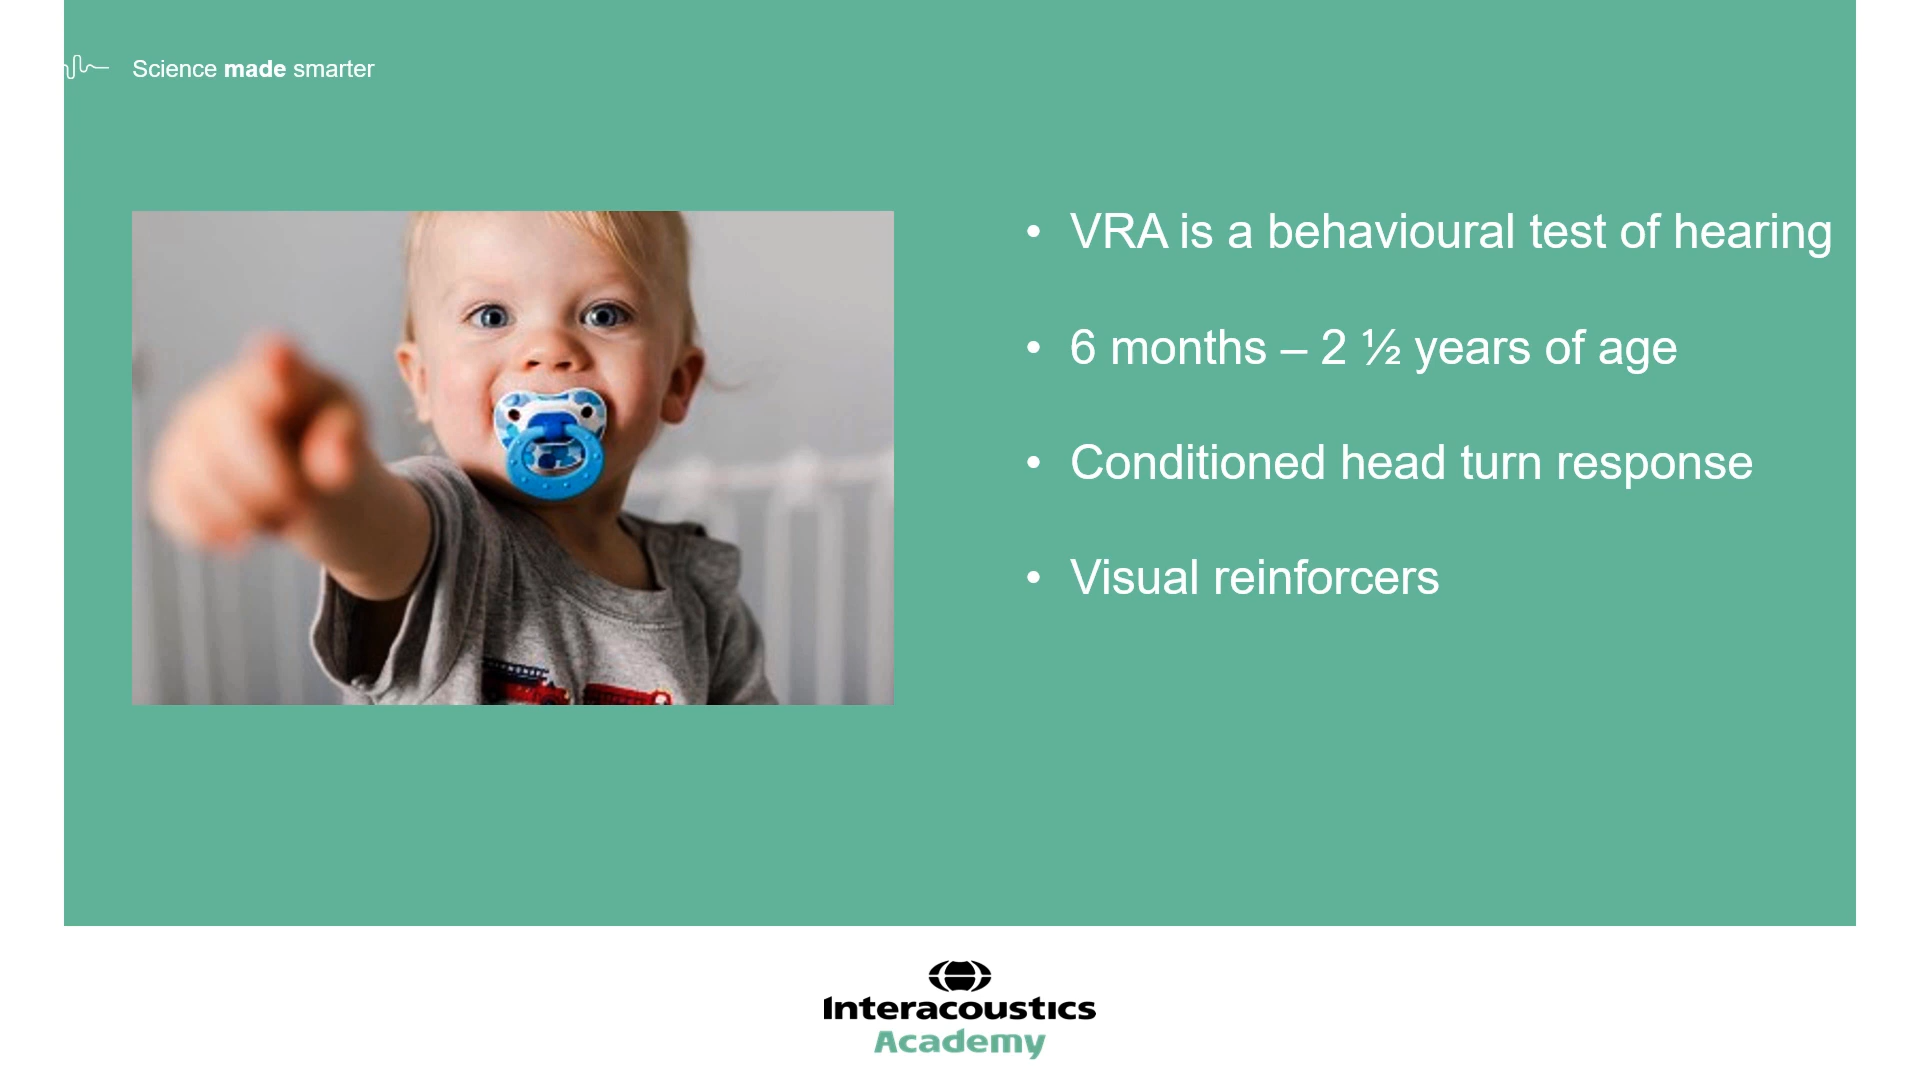 Science made smarter
• VRA is a behavioural test of hearing
• 6 months – 2 ½ years of age
• Conditioned head turn response
• Visual reinforcers
Interacoustics
Academy